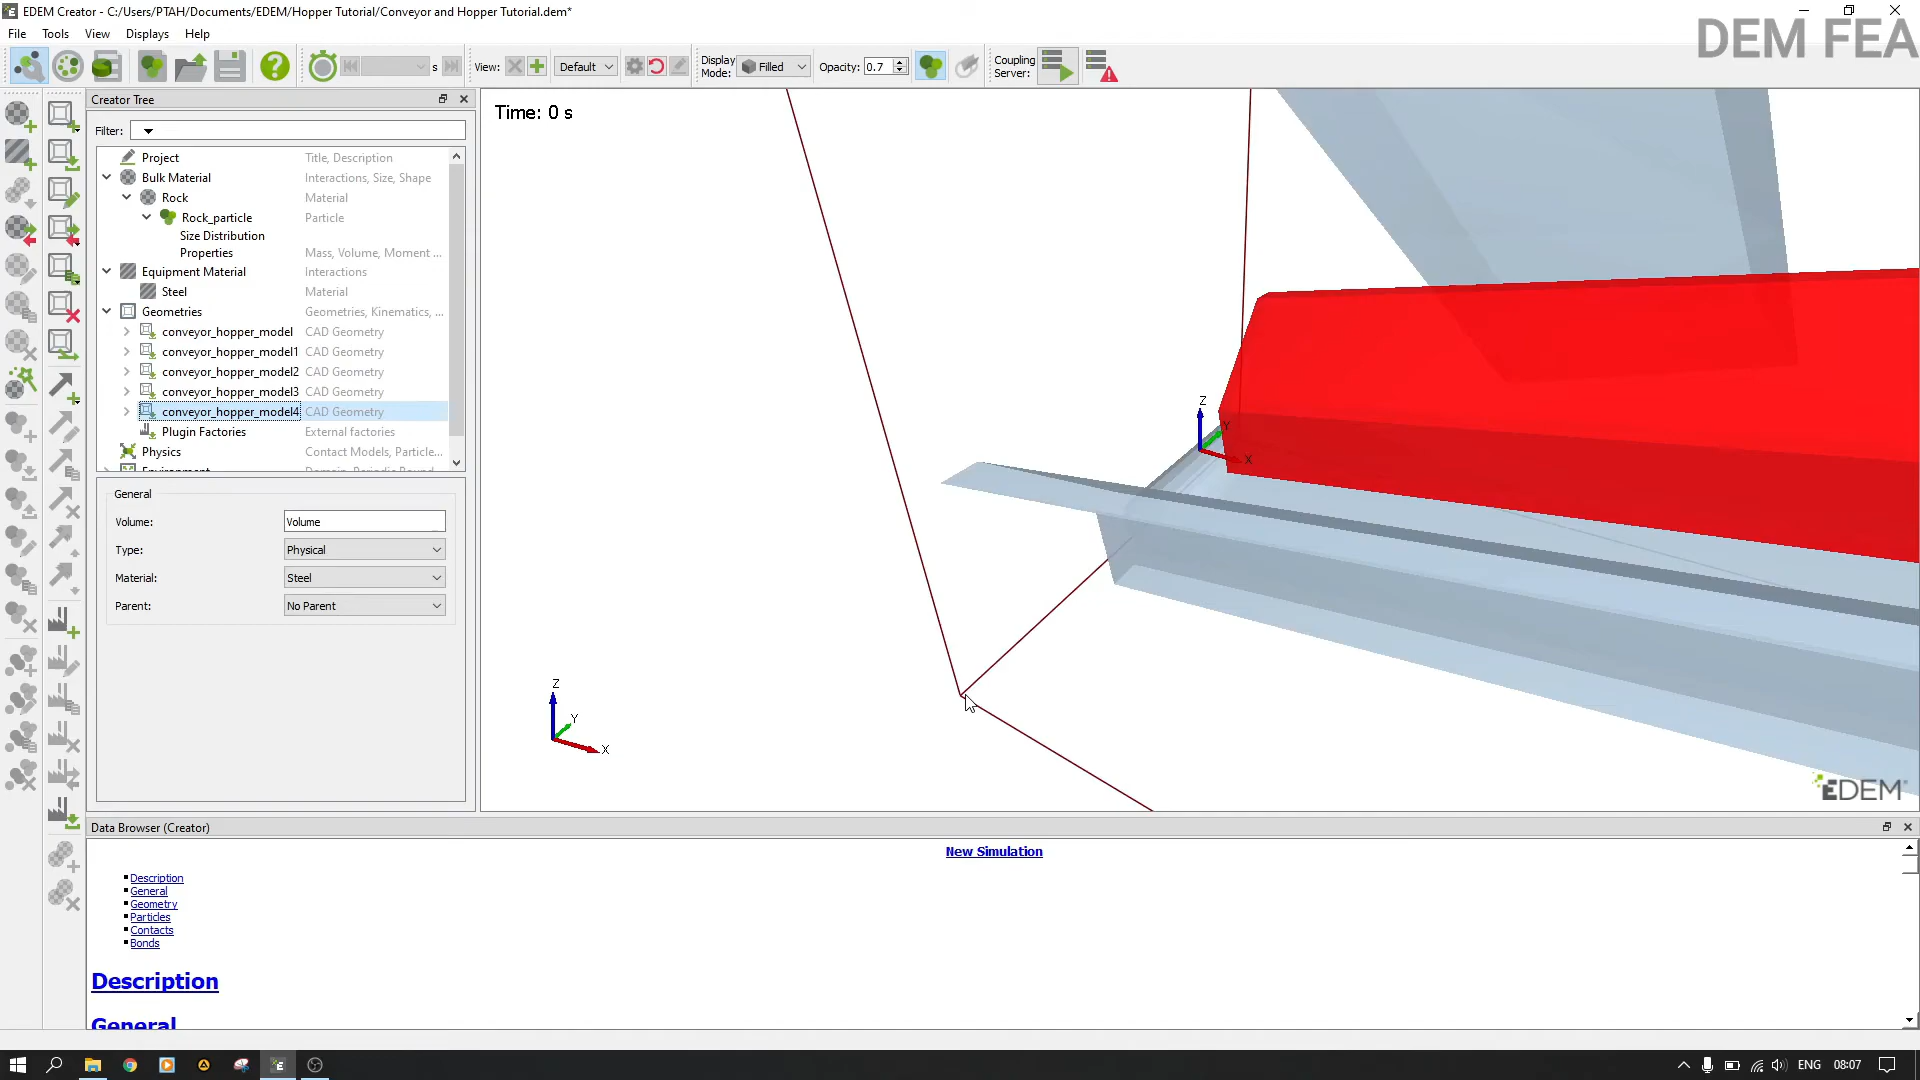 EDEM Creator - C:/Users/PTAH/Documents/EDEM/Hopper Tutorial/Conveyor and Hopper Tutorial.dem*
DEM FEA
File Tools View Displays Help
s View: Default Display Mode: Filled Opacity: 0.7 Coupling Server:
Creator Tree
Filter:
Project Title, Description
Bulk Material Interactions, Size, Shape
Rock Material
Rock_particle Particle
Size Distribution
Properties Mass, Volume, Moment ...
Equipment Material Interactions
Steel Material
Geometries Geometries, Kinematics, ...
conveyor_hopper_model CAD Geometry
conveyor_hopper_model1 CAD Geometry
conveyor_hopper_model2 CAD Geometry
conveyor_hopper_model3 CAD Geometry
conveyor_hopper_model4 CAD Geometry
Plugin Factories External factories
Physics Contact Models, Particle...
General
Volume: Volume
Type: Physical
Material: Steel
Parent: No Parent
Time: 0 s
Z
Y
X
Z
Y
X
EDEM
Data Browser (Creator)
New Simulation
Description
General
Geometry
Particles
Contacts
Bonds
Description
General
ENG 08:07